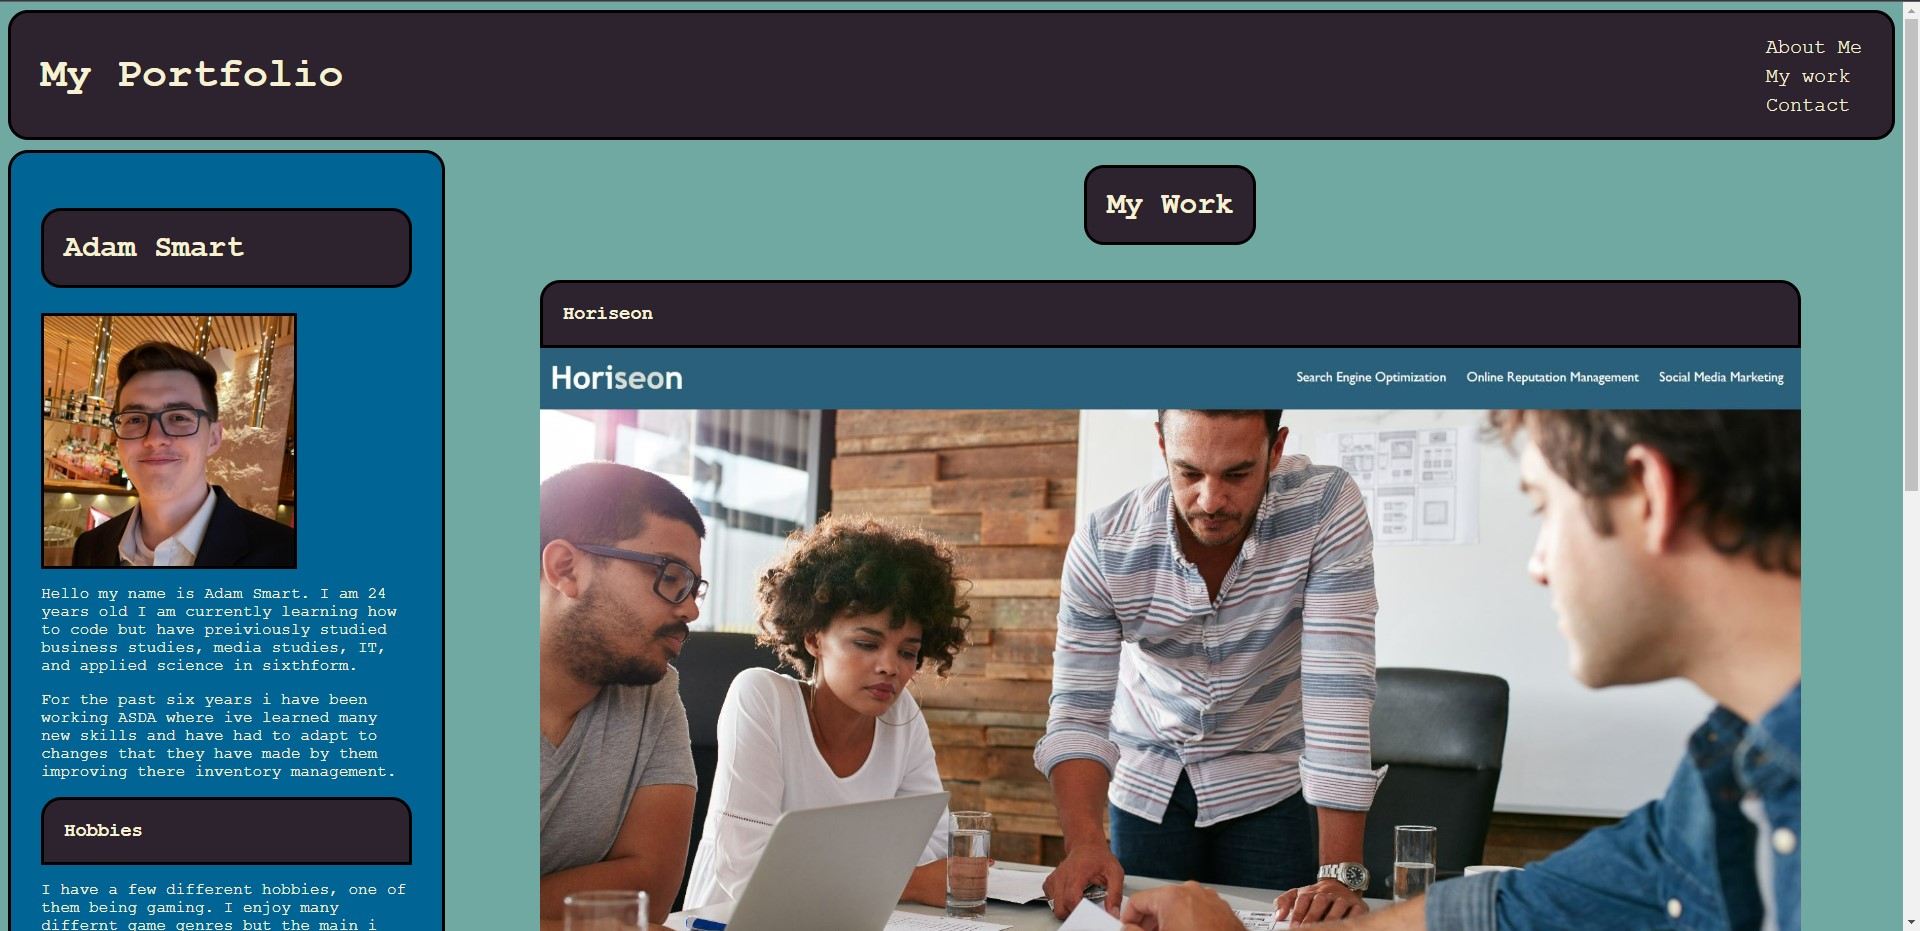 My Portfolio
About Me
My work
Contact
Adam Smart
Hello my name is Adam Smart. I am 24
years old I am currently learning how
to code but have preiviously studied
business studies, media studies, IT,
and applied science in sixthform.
For the past six years i have been
working ASDA where ive learned many
new skills and have had to adapt to
changes that they have made by them
improving there inventory management.
Hobbies
I have a few different hobbies, one of
them being gaming. I enjoy many
differnt game genres but the main i
My Work
Horiseon
Horiseon
Search Engine Optimization Online Reputation Management Social Media Marketing